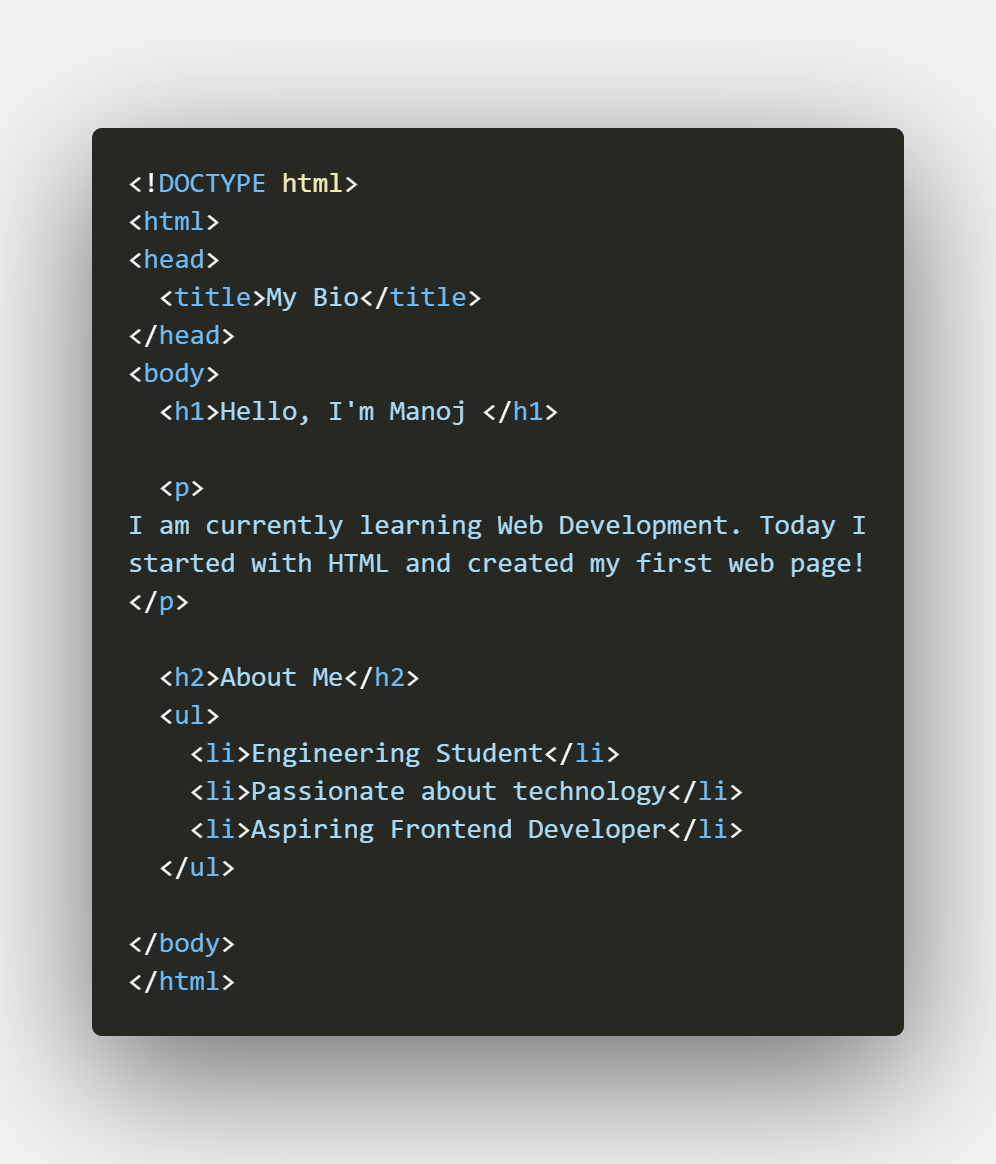 <!DOCTYPE html>
<html>
<head>
  <title>My Bio</title>
</head>
<body>
  <h1>Hello, I'm Manoj </h1>

  <p>
I am currently learning Web Development. Today I
started with HTML and created my first web page!
</p>

  <h2>About Me</h2>
  <ul>
    <li>Engineering Student</li>
    <li>Passionate about technology</li>
    <li>Aspiring Frontend Developer</li>
  </ul>

</body>
</html>